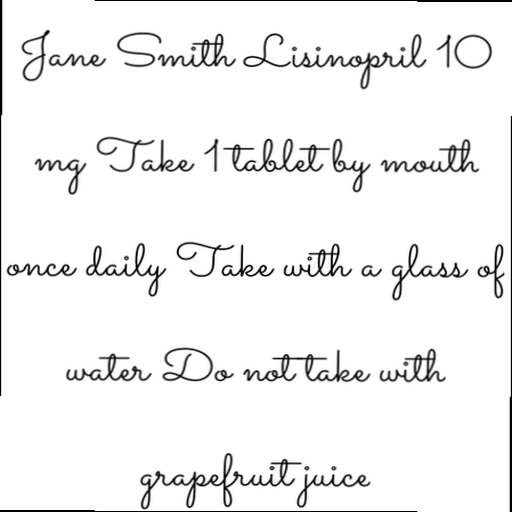 Jane Smith Lisinopril 10
mg Take 1 tablet by mouth
once daily Take with a glass of
water Do not take with
grapefruit juice